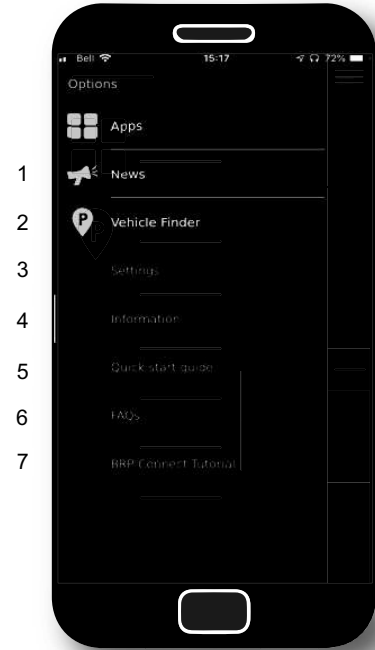 Bell 15:17 72%
Options
Apps
1 News
2 Vehicle Finder
3 Settings
4 Information
5 Quick start guide
6 FAQs
7 BRP Connect Tutorial